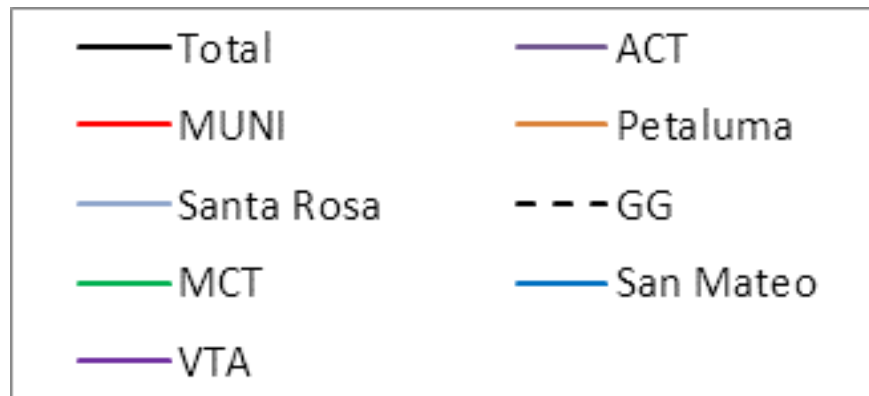 Total
ACT
MUNI
Petaluma
Santa Rosa
GG
MCT
San Mateo
VTA